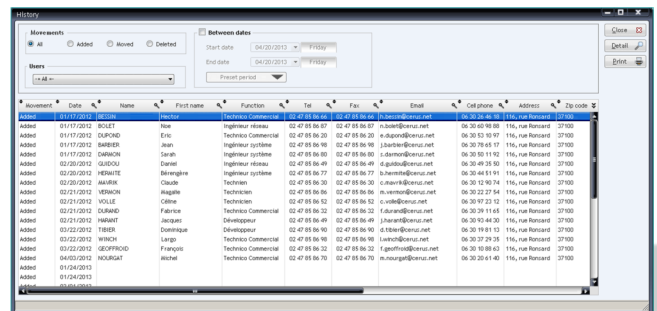 History
Movements
All Added Moved Deleted
Users
-= All =-
Between dates
Start date 04/20/2013 Friday
End date 04/20/2013 Friday
Preset period
Close
Detail
Print
Movement Date Name First name Function Tel Fax Email Cell phone Address Zip code
Added 01/17/2012 BESSIN Hector Technico Commercial 02 47 85 86 66 02 47 85 86 66 h.bessin@cerus.net 06 30 26 46 18 116, rue Ronsard 37100
Added 01/17/2012 BOLET Noe Ingénieur réseau 02 47 85 86 87 02 47 85 86 87 n.bolet@cerus.net 06 30 60 98 88 116, rue Ronsard 37100
Added 01/17/2012 DUPOND Eric Technico Commercial 02 47 85 86 20 02 47 85 86 20 e.dupond@cerus.net 06 30 53 10 97 116, rue Ronsard 37100
Added 01/17/2012 BARBIER Jean Ingénieur système 02 47 85 86 98 02 47 85 86 98 j.barbier@cerus.net 06 30 78 65 17 116, rue Ronsard 37100
Added 01/17/2012 DARMON Sarah Ingénieur système 02 47 85 86 80 02 47 85 86 80 s.darmon@cerus.net 06 30 50 11 92 116, rue Ronsard 37100
Added 02/20/2012 GUIDOU Daniel Ingénieur réseau 02 47 85 86 49 02 47 85 86 49 d.guidou@cerus.net 06 30 49 35 50 116, rue Ronsard 37100
Added 02/20/2012 HERMITE Bérengère Ingénieur système 02 47 85 86 77 02 47 85 86 77 b.hermite@cerus.net 06 30 44 51 91 116, rue Ronsard 37100
Added 02/20/2012 MAVRIK Claude Technien 02 47 85 86 30 02 47 85 86 30 c.mavrik@cerus.net 06 30 12 90 74 116, rue Ronsard 37100
Added 02/21/2012 VERMON Magalie Technicien 02 47 85 86 86 02 47 85 86 86 m.vermon@cerus.net 06 30 22 27 54 116, rue Ronsard 37100
Added 02/21/2012 VOLLE Céline Technicien 02 47 85 86 52 02 47 85 86 52 c.volle@cerus.net 06 30 97 23 12 116, rue Ronsard 37100
Added 02/21/2012 DURAND Fabrice Technico Commercial 02 47 85 86 32 02 47 85 86 32 f.durand@cerus.net 06 30 39 11 65 116, rue Ronsard 37100
Added 02/21/2012 HARANT Jacques Développeur 02 47 85 86 49 02 47 85 86 49 j.harant@cerus.net 06 30 93 44 30 116, rue Ronsard 37100
Added 03/22/2012 TIBIER Dominique Développeur 02 47 85 86 90 02 47 85 86 90 d.tibier@cerus.net 06 30 19 81 13 116, rue Ronsard 37100
Added 03/22/2012 WINCH Largo Technico Commercial 02 47 85 86 98 02 47 85 86 98 l.winch@cerus.net 06 30 37 29 35 116, rue Ronsard 37100
Added 03/22/2012 GEOFFROID François Technico Commercial 02 47 85 86 32 02 47 85 86 32 f.geoffroid@cerus.net 06 30 10 88 63 116, rue Ronsard 37100
Added 04/03/2012 NOURGAT Michel Technico Commercial 02 47 85 86 70 02 47 85 86 70 m.nourgat@cerus.net 06 30 20 61 40 116, rue Ronsard 37100
Added 01/24/2013
Added 01/24/2013